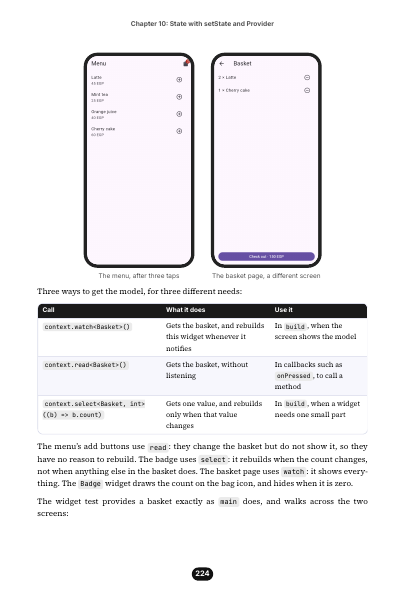 Chapter 10: State with setState and Provider
Menu
Latte
45 EGP
Mint tea
25 EGP
Orange juice
40 EGP
Cherry cake
60 EGP
Basket
2 × Latte
1 × Cherry cake
Check out · 150 EGP
The menu, after three taps
The basket page, a different screen
Three ways to get the model, for three different needs:
Call
What it does
Use it
context.watch<Basket>()
Gets the basket, and rebuilds
this widget whenever it
notifies
In build, when the
screen shows the model
context.read<Basket>()
Gets the basket, without
listening
In callbacks such as
onPressed, to call a
method
context.select<Basket, int>
((b) => b.count)
Gets one value, and rebuilds
only when that value
changes
In build, when a widget
needs one small part
The menu's add buttons use read: they change the basket but do not show it, so they
have no reason to rebuild. The badge uses select: it rebuilds when the count changes,
not when anything else in the basket does. The basket page uses watch: it shows every-
thing. The Badge widget draws the count on the bag icon, and hides when it is zero.
The widget test provides a basket exactly as main does, and walks across the two
screens:
224